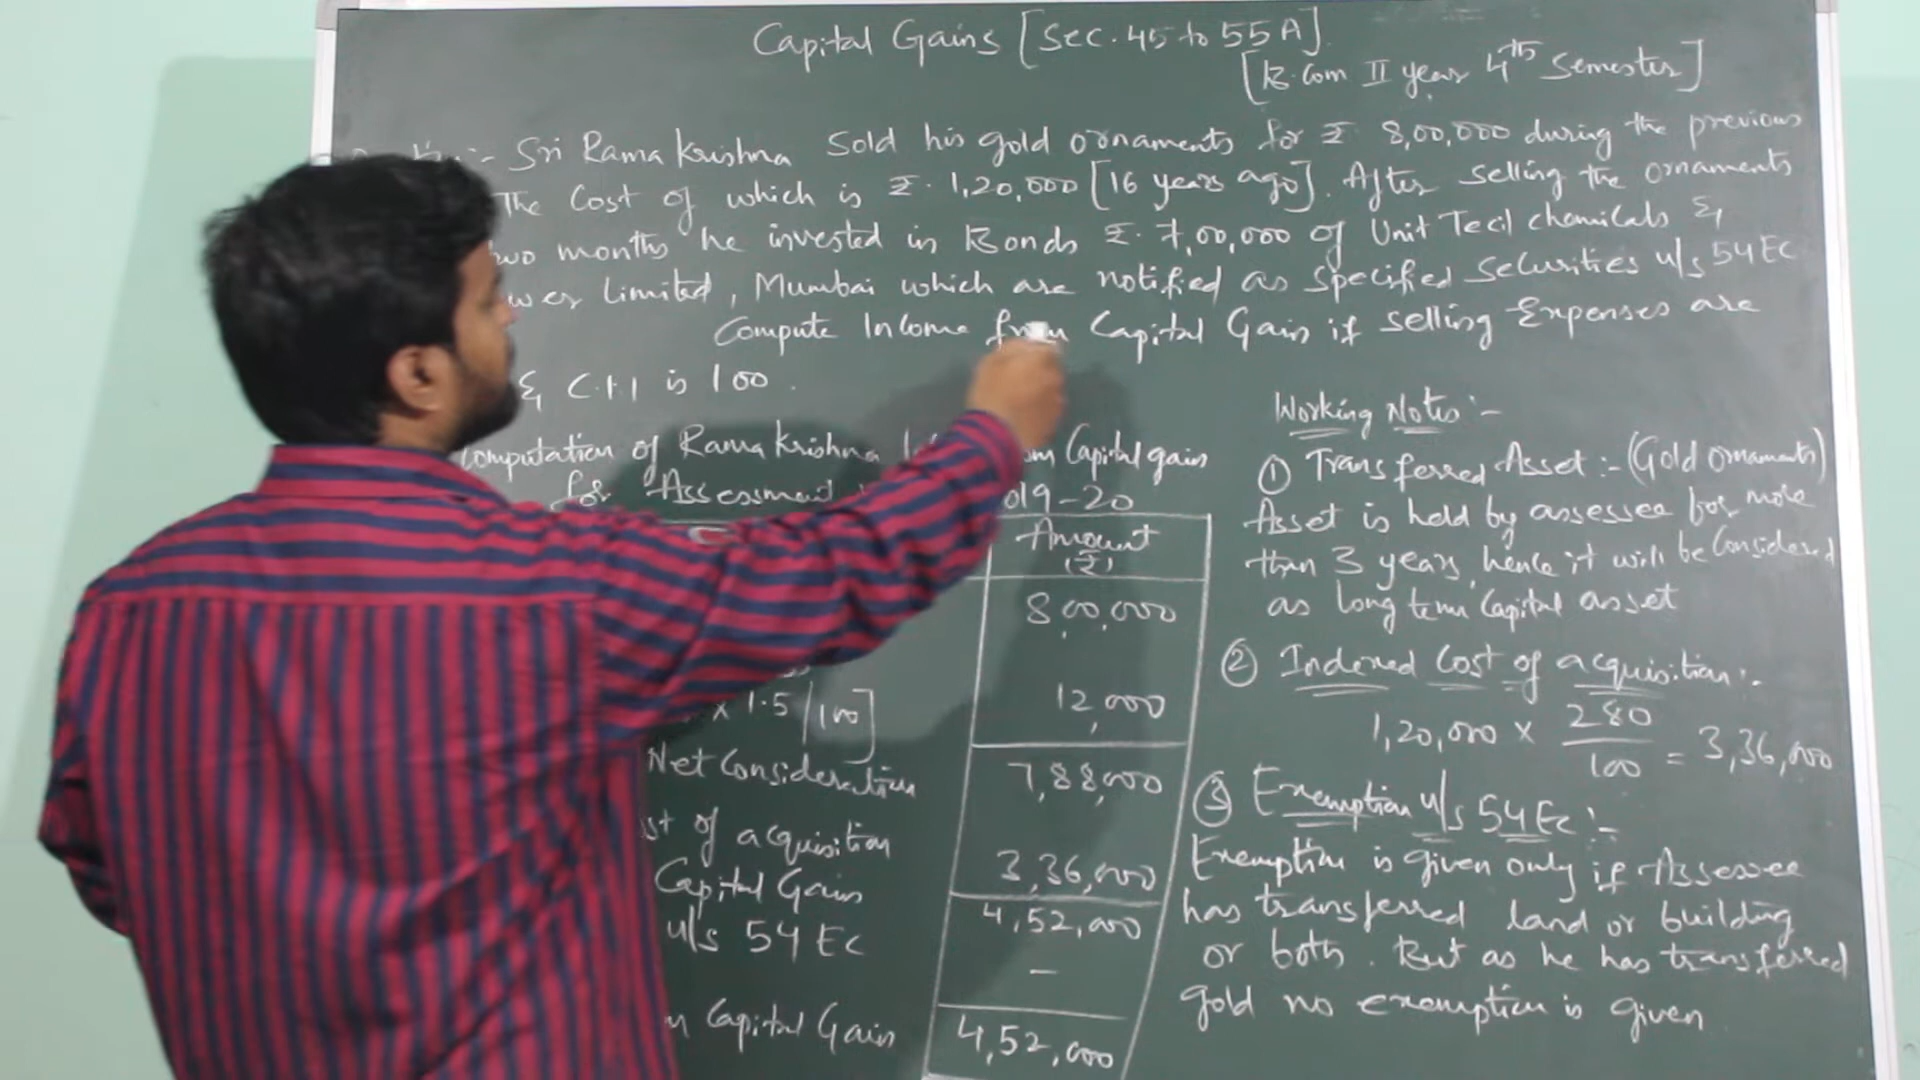 Capital Gains [Sec. 45 to 55A]
[B.Com II year 4th Semester]
:- Sri Rama Krishna Sold his gold ornaments for ₹ 8,00,000 during the previous
The Cost of which is ₹. 1,20,000 [16 years ago]. After selling the ornaments
two months he invested in Bonds ₹. 7,00,000 of Unit Tecil chemicals &
Limited, Mumbai which are notified as specified Securities u/s 54 EC
Compute Income from Capital Gain if selling Expenses are
& C.I.I is 100.
Computation of Rama Krishna Capital gain
for Assessment 019-20
Amount
(₹)
8,00,000
12,000
x 1.5/100]
Net Consideration 7,88,000
of acquisition 3,36,000
Capital Gains 4,52,000
u/s 54 Ec -
Capital Gain 4,52,000
Working Notes :-
① Transferred Asset :- (Gold ornaments)
Asset is held by assessee for more
than 3 years, hence it will be Considered
as long term Capital asset
② Indexed Cost of acquisition :-
1,20,000 x 280/100 = 3,36,000
③ Exemption u/s 54 Ec :-
Exemption is given only if Assessee
has transferred land or building
or both. But as he has transferred
gold no exemption is given